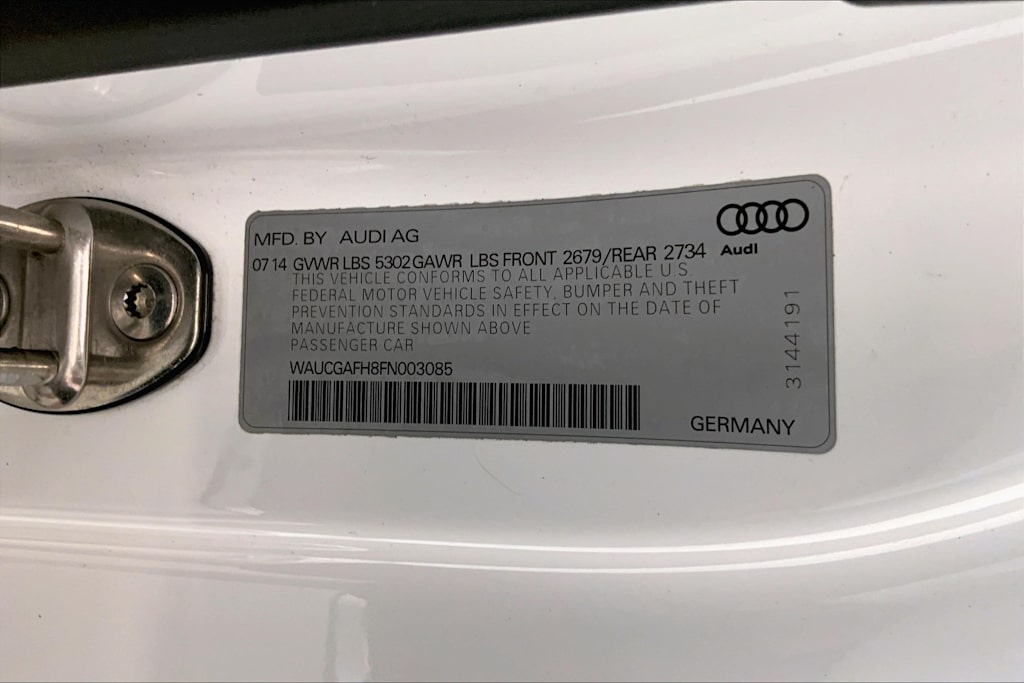 MFD. BY AUDI AG
Audi
07 14 GVWR LBS 5302 GAWR LBS FRONT 2679/REAR 2734
THIS VEHICLE CONFORMS TO ALL APPLICABLE U.S.
FEDERAL MOTOR VEHICLE SAFETY, BUMPER AND THEFT
PREVENTION STANDARDS IN EFFECT ON THE DATE OF
MANUFACTURE SHOWN ABOVE
PASSENGER CAR
WAUCGAFH8FN003085
3144191
GERMANY